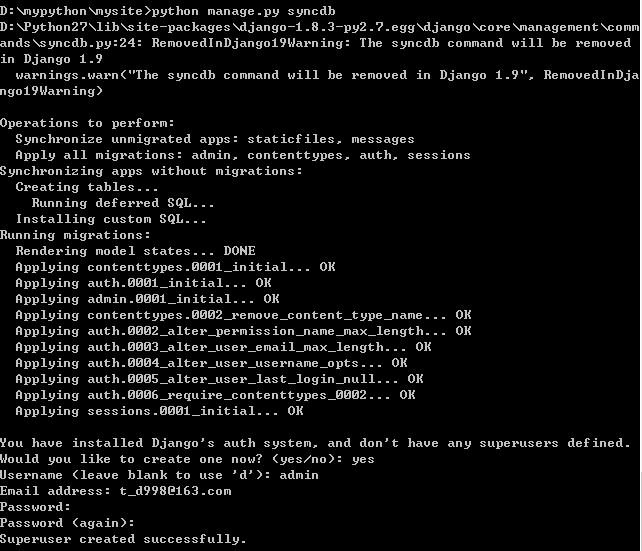 D:\mypython\mysite>python manage.py syncdb
D:\Python27\lib\site-packages\django-1.8.3-py2.7.egg\django\core\management\comm
ands\syncdb.py:24: RemovedInDjango19Warning: The syncdb command will be removed
in Django 1.9
  warnings.warn("The syncdb command will be removed in Django 1.9", RemovedInDja
ngo19Warning)
Operations to perform:
  Synchronize unmigrated apps: staticfiles, messages
  Apply all migrations: admin, contenttypes, auth, sessions
Synchronizing apps without migrations:
  Creating tables...
    Running deferred SQL...
  Installing custom SQL...
Running migrations:
  Rendering model states... DONE
  Applying contenttypes.0001_initial... OK
  Applying auth.0001_initial... OK
  Applying admin.0001_initial... OK
  Applying contenttypes.0002_remove_content_type_name... OK
  Applying auth.0002_alter_permission_name_max_length... OK
  Applying auth.0003_alter_user_email_max_length... OK
  Applying auth.0004_alter_user_username_opts... OK
  Applying auth.0005_alter_user_last_login_null... OK
  Applying auth.0006_require_contenttypes_0002... OK
  Applying sessions.0001_initial... OK
You have installed Django's auth system, and don't have any superusers defined.
Would you like to create one now? (yes/no): yes
Username (leave blank to use 'd'): admin
Email address: t_d998@163.com
Password:
Password (again):
Superuser created successfully.